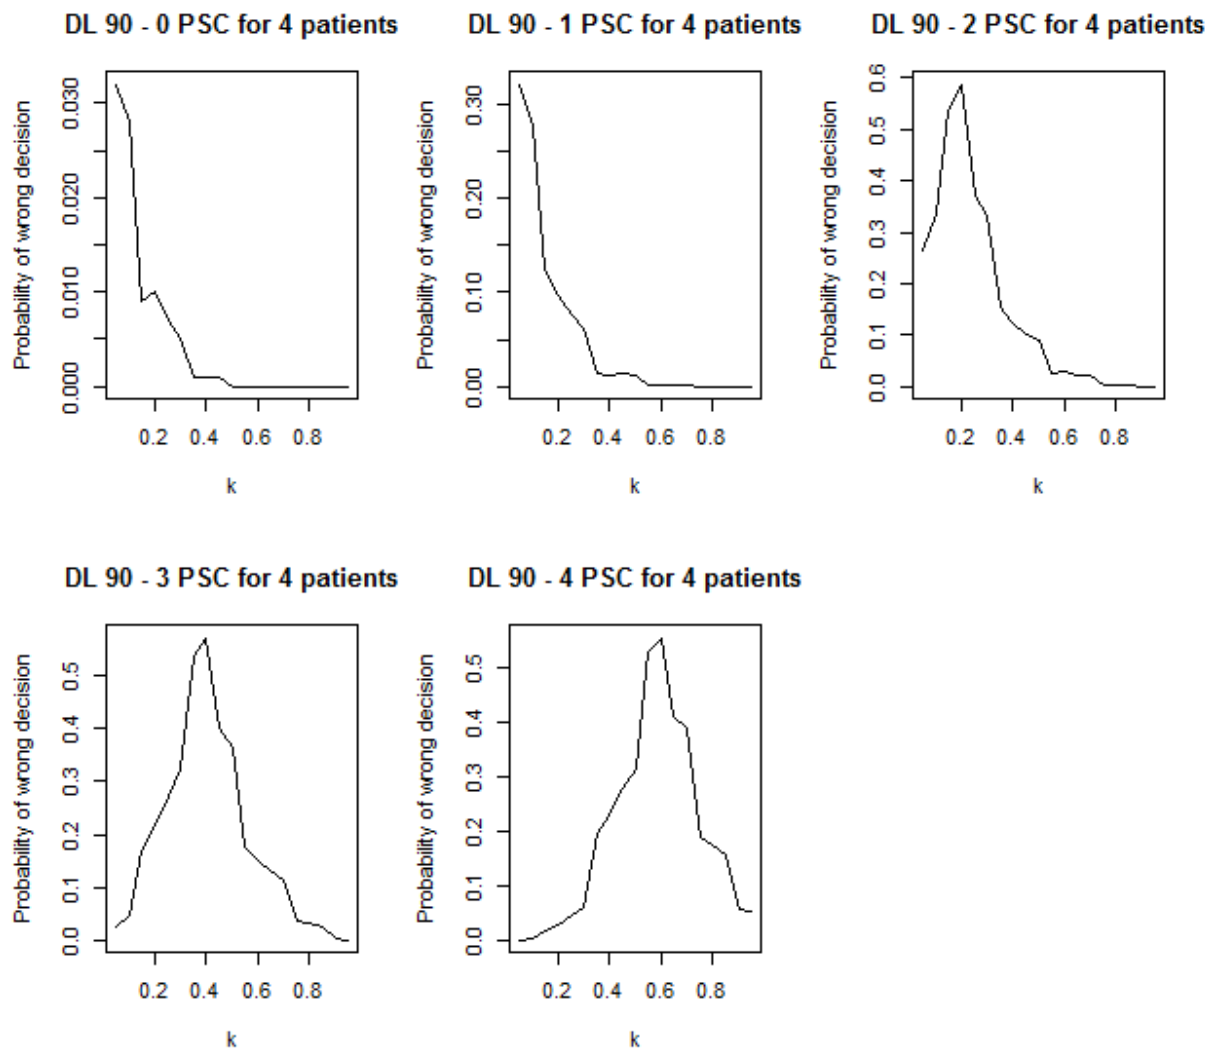 DL 90 - 0 PSC for 4 patients
Probability of wrong decision
0.000 0.010 0.020 0.030
0.2 0.4 0.6 0.8
k
DL 90 - 1 PSC for 4 patients
Probability of wrong decision
0.00 0.10 0.20 0.30
0.2 0.4 0.6 0.8
k
DL 90 - 2 PSC for 4 patients
Probability of wrong decision
0.0 0.1 0.2 0.3 0.4 0.5 0.6
0.2 0.4 0.6 0.8
k
DL 90 - 3 PSC for 4 patients
Probability of wrong decision
0.0 0.1 0.2 0.3 0.4 0.5
0.2 0.4 0.6 0.8
k
DL 90 - 4 PSC for 4 patients
Probability of wrong decision
0.0 0.1 0.2 0.3 0.4 0.5
0.2 0.4 0.6 0.8
k